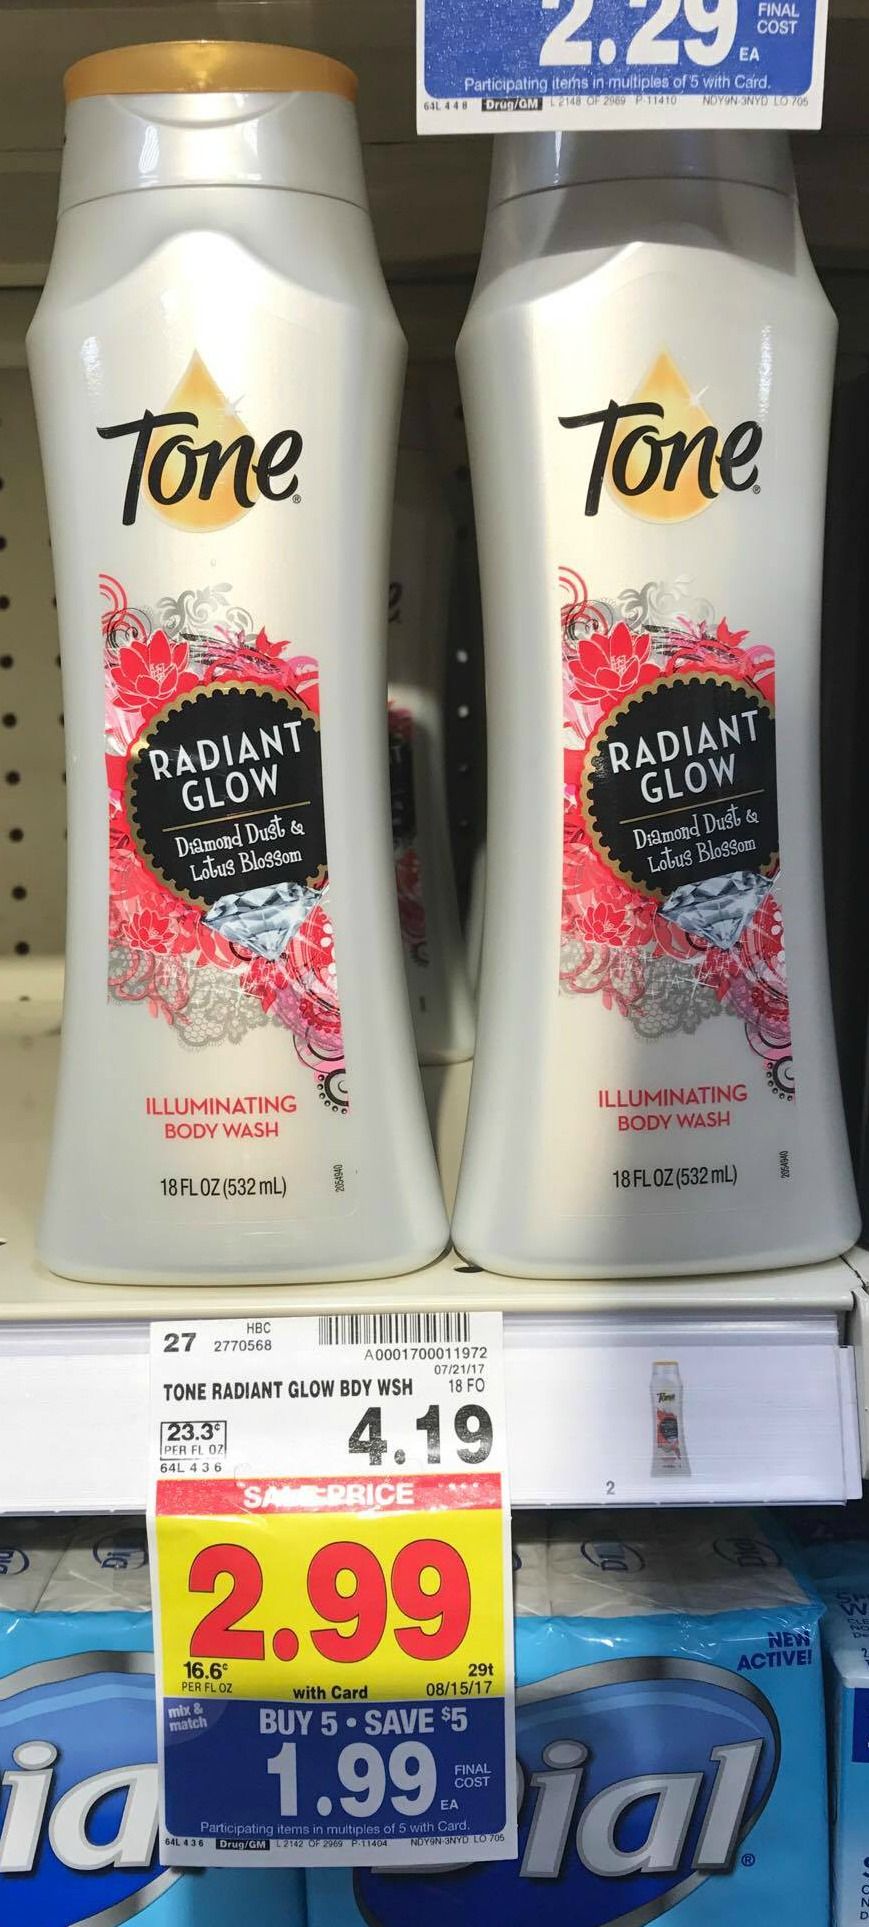 2.29
FINAL
COST
EA
Participating items in multiples of 5 with Card.
64L 4 4 8 Drug/GM L 2148 OF 2969 P-11410 NDY9N-3NYD LO 705
Tone®
RADIANT
GLOW
Diamond Dust &
Lotus Blossom
ILLUMINATING
BODY WASH
18 FL OZ (532 mL)
2054940
Tone®
RADIANT
GLOW
Diamond Dust &
Lotus Blossom
ILLUMINATING
BODY WASH
18 FL OZ (532 mL)
2054940
27 HBC
2770568
A0001700011972
07/21/17
TONE RADIANT GLOW BDY WSH 18 FO
23.3¢
PER FL OZ
4.19
64L 4 3 6
SALE PRICE
2.99
16.6¢
PER FL OZ
with Card
29t
08/15/17
mix &
match
BUY 5 • SAVE $5
1.99
FINAL
COST
EA
Participating items in multiples of 5 with Card.
64L 4 3 6 Drug/GM L 2142 OF 2969 P-11404 NDY9N-3NYD LO 705
2
Tone
NEW
ACTIVE!
ial
ial®